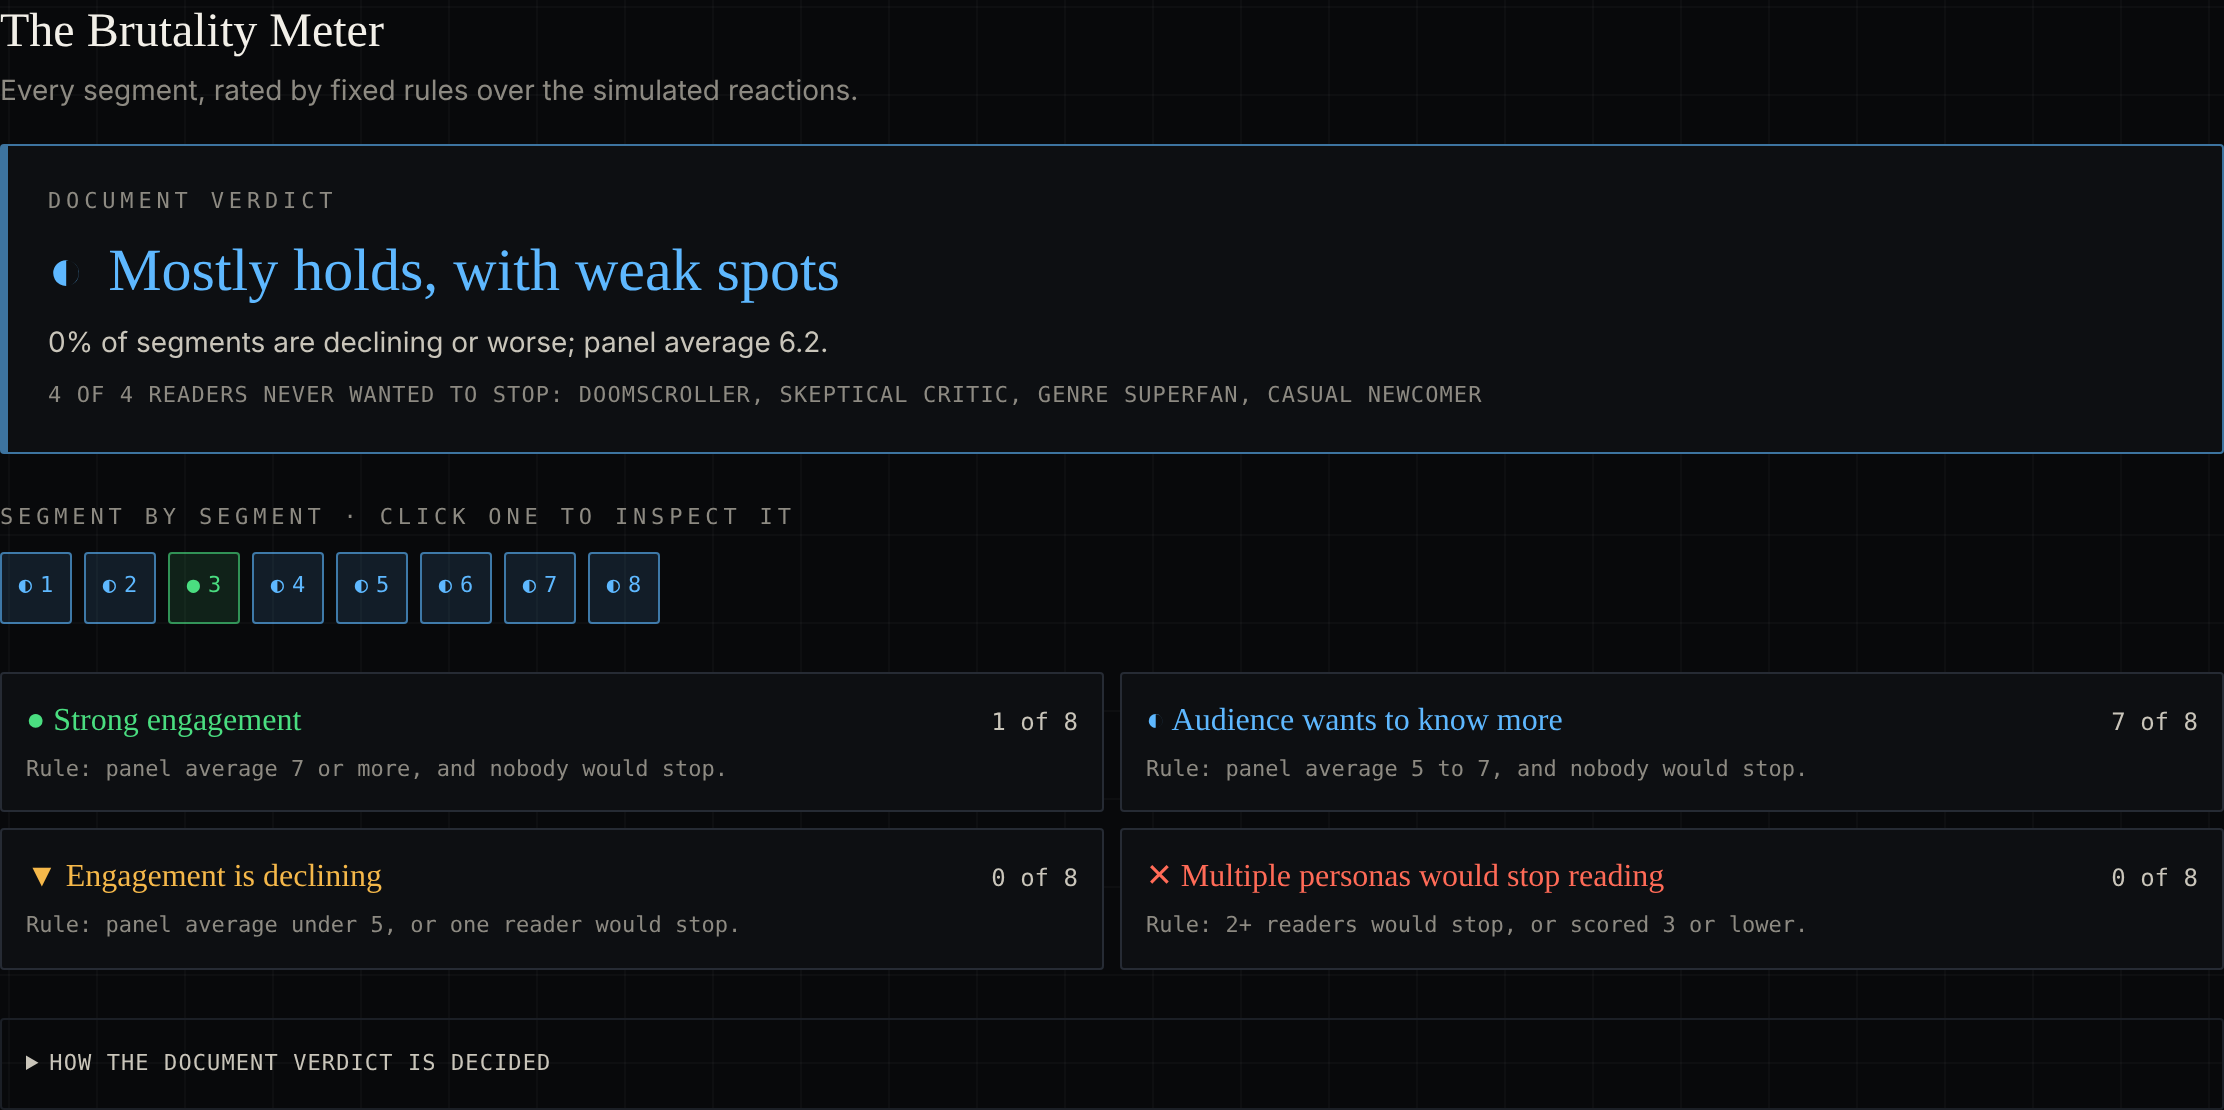 The Brutality Meter
Every segment, rated by fixed rules over the simulated reactions.
DOCUMENT VERDICT
◐ Mostly holds, with weak spots
0% of segments are declining or worse; panel average 6.2.
4 OF 4 READERS NEVER WANTED TO STOP: DOOMSCROLLER, SKEPTICAL CRITIC, GENRE SUPERFAN, CASUAL NEWCOMER
SEGMENT BY SEGMENT · CLICK ONE TO INSPECT IT
◐ 1 ◐ 2 ● 3 ◐ 4 ◐ 5 ◐ 6 ◐ 7 ◐ 8
● Strong engagement 1 of 8
Rule: panel average 7 or more, and nobody would stop.
◐ Audience wants to know more 7 of 8
Rule: panel average 5 to 7, and nobody would stop.
▼ Engagement is declining 0 of 8
Rule: panel average under 5, or one reader would stop.
✕ Multiple personas would stop reading 0 of 8
Rule: 2+ readers would stop, or scored 3 or lower.
▶ HOW THE DOCUMENT VERDICT IS DECIDED